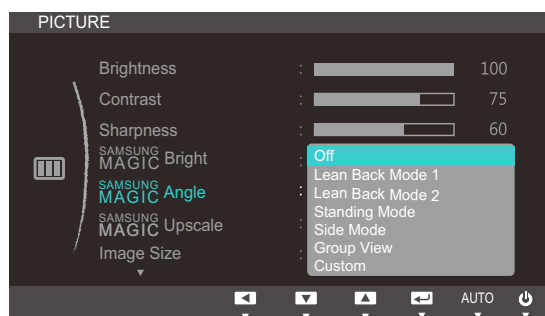 PICTURE
Brightness : 100
Contrast : 75
Sharpness : 60
SAMSUNG MAGIC Bright :
SAMSUNG MAGIC Angle :
SAMSUNG MAGIC Upscale :
Image Size :
Off
Lean Back Mode 1
Lean Back Mode 2
Standing Mode
Side Mode
Group View
Custom
AUTO